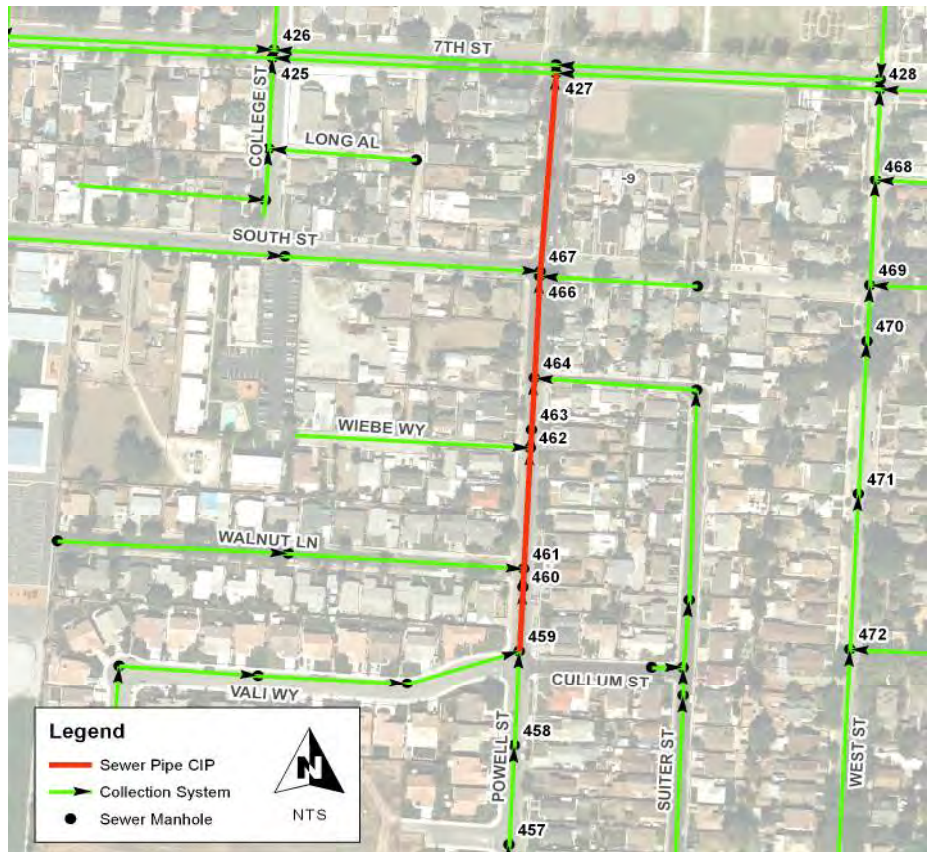 426
7TH ST
428
425
427
COLLEGE ST
LONG AL
468
-9
SOUTH ST
467
466
469
470
464
463
WIEBE WY
462
471
WALNUT LN
461
460
459
472
CULLUM ST
VALI WY
Legend
Sewer Pipe CIP
Collection System
Sewer Manhole
N
NTS
POWELL ST
458
SUITER ST
WEST ST
457